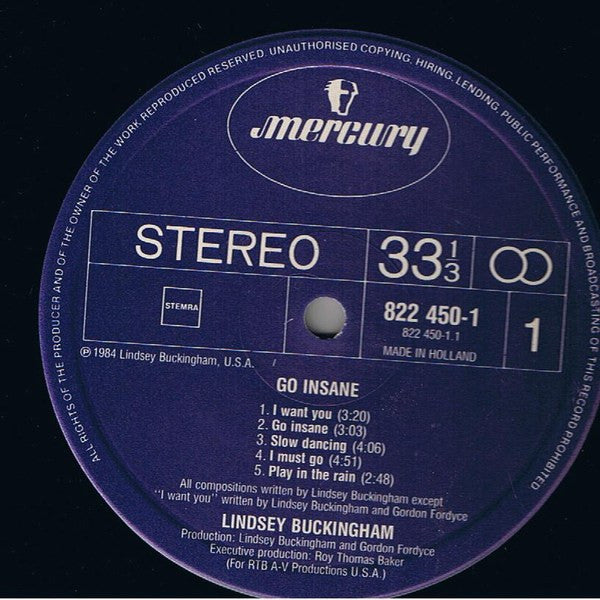 ALL RIGHTS OF THE PRODUCER AND OF THE OWNER OF THE WORK REPRODUCED RESERVED. UNAUTHORISED COPYING, HIRING, LENDING, PUBLIC PERFORMANCE AND BROADCASTING OF THIS RECORD PROHIBITED
mercury
STEREO
33 1/3
STEMRA
822 450-1
822 450-1.1
MADE IN HOLLAND
1
℗ 1984 Lindsey Buckingham, U.S.A.
GO INSANE
1. I want you (3:20)
2. Go insane (3:03)
3. Slow dancing (4:06)
4. I must go (4:51)
5. Play in the rain (2:48)
All compositions written by Lindsey Buckingham except
"I want you" written by Lindsey Buckingham and Gordon Fordyce
LINDSEY BUCKINGHAM
Production: Lindsey Buckingham and Gordon Fordyce
Executive production: Roy Thomas Baker
(For RTB A-V Productions U.S.A.)